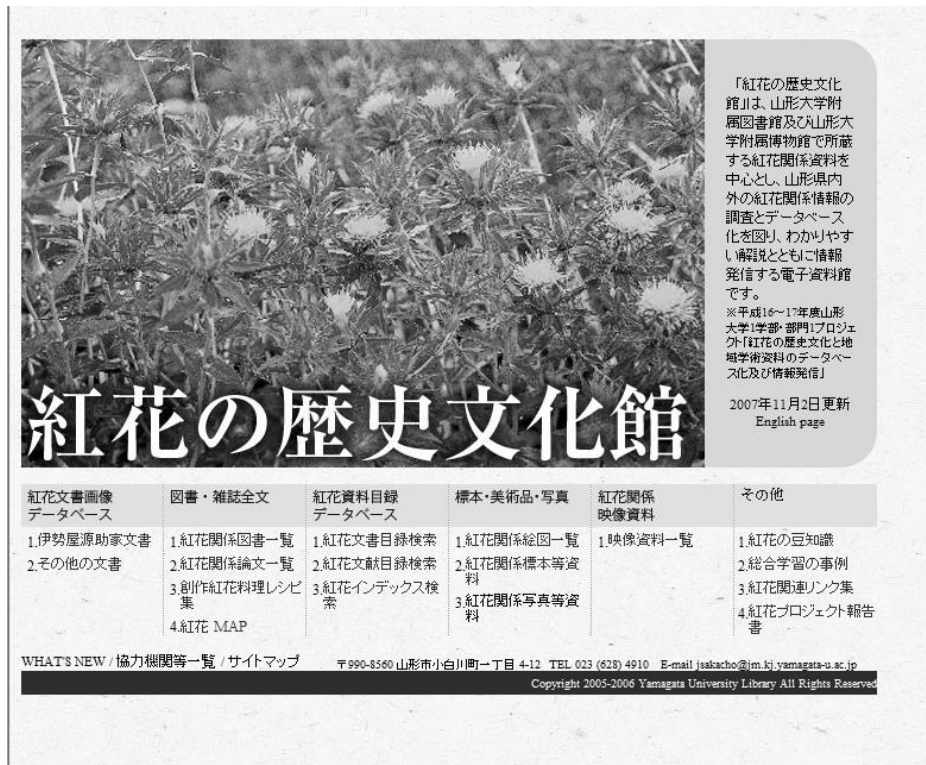 「紅花の歴史文化
館」は、山形大学附
属図書館及び山形大
学附属博物館で所蔵
する紅花関係資料を
中心とし、山形県内
外の紅花関係情報の
調査とデータベース
化を図り、わかりやす
い解説とともに情報
発信する電子資料館
です。
※平成16～17年度山形
大学1学部・部門1プロジェ
クト「紅花の歴史文化と地
域学術資料のデータベー
ス化及び情報発信」
2007年11月2日更新
English page
紅花の歴史文化館
紅花文書画像
データベース
1.伊勢屋源助家文書
2.その他の文書
図書・雑誌全文
1.紅花関係図書一覧
2.紅花関係論文一覧
3.創作紅花料理レシピ
集
4.紅花 MAP
紅花資料目録
データベース
1.紅花文書目録検索
2.紅花文献目録検索
3.紅花インデックス検
索
標本・美術品・写真
1.紅花関係絵図一覧
2.紅花関係標本等資
料
3.紅花関係写真等資
料
紅花関係
映像資料
1.映像資料一覧
その他
1.紅花の豆知識
2.総合学習の事例
3.紅花関連リンク集
4.紅花プロジェクト報告
書
WHAT'S NEW / 協力機関等一覧 / サイトマップ
〒990-8560 山形市小白川町一丁目 4-12 TEL 023 (628) 4910 E-mail jsakacho@jm.kj.yamagata-u.ac.jp
Copyright 2005-2006 Yamagata University Library All Rights Reserved